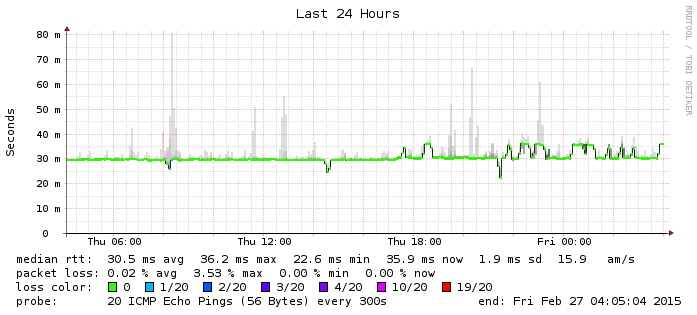 Last 24 Hours
RRDTOOL / TOBI OETIKER
Seconds
80 m
70 m
60 m
50 m
40 m
30 m
20 m
10 m
0
Thu 06:00 Thu 12:00 Thu 18:00 Fri 00:00
median rtt: 30.5 ms avg 36.2 ms max 22.6 ms min 35.9 ms now 1.9 ms sd 15.9 am/s
packet loss: 0.02 % avg 3.53 % max 0.00 % min 0.00 % now
loss color: 0 1/20 2/20 3/20 4/20 10/20 19/20
probe: 20 ICMP Echo Pings (56 Bytes) every 300s end: Fri Feb 27 04:05:04 2015